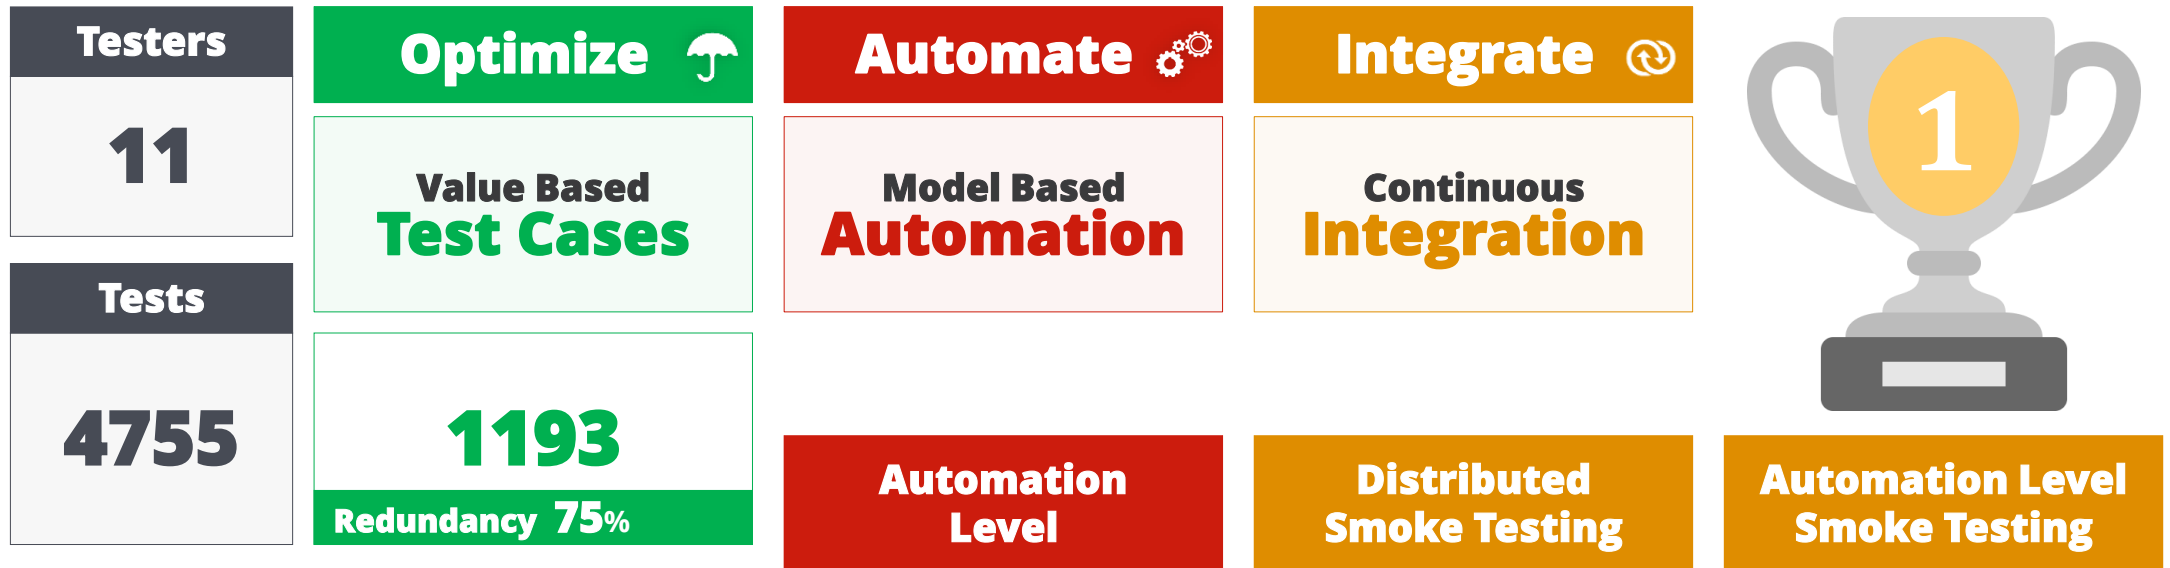 Testers
11
Tests
4755
Optimize
Value Based
Test Cases
1193
Redundancy 75%
Automate
Model Based
Automation
Automation
Level
Integrate
Continuous
Integration
Distributed
Smoke Testing
1
Automation Level
Smoke Testing